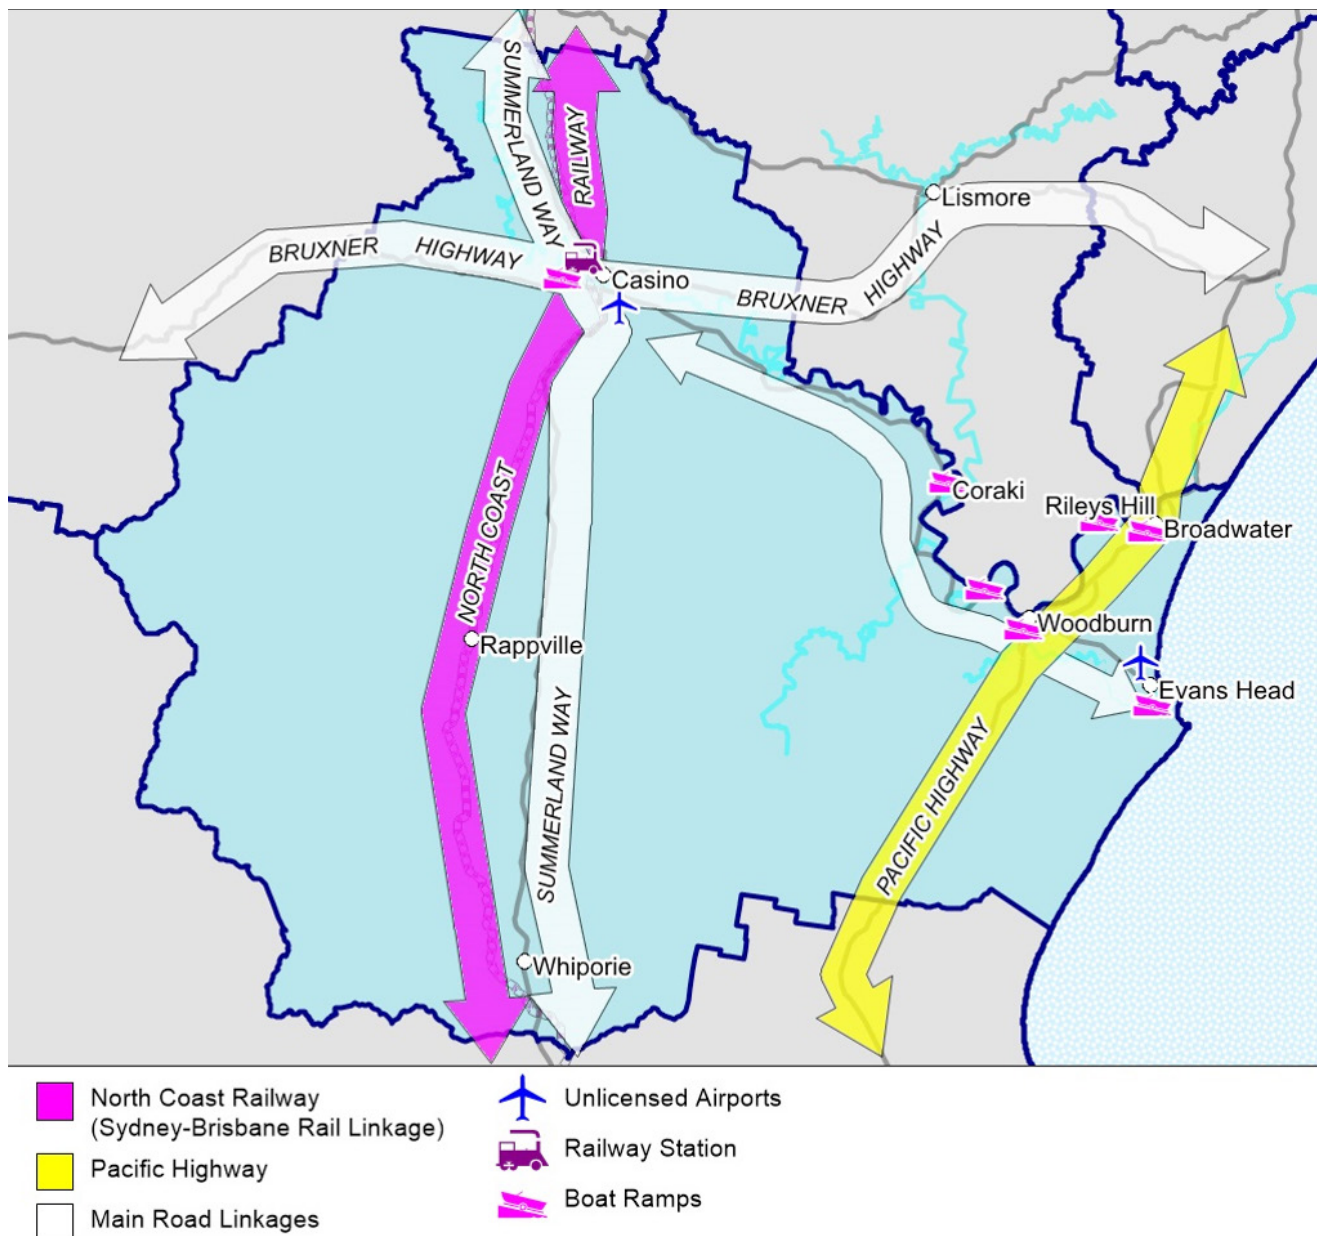 SUMMERLAND WAY
RAILWAY
Lismore
BRUXNER HIGHWAY
Casino
BRUXNER HIGHWAY
NORTH COAST
Coraki
Rileys Hill
Broadwater
Woodburn
Rappville
Evans Head
SUMMERLAND WAY
PACIFIC HIGHWAY
Whiporie
North Coast Railway
(Sydney-Brisbane Rail Linkage)
Pacific Highway
Main Road Linkages
Unlicensed Airports
Railway Station
Boat Ramps